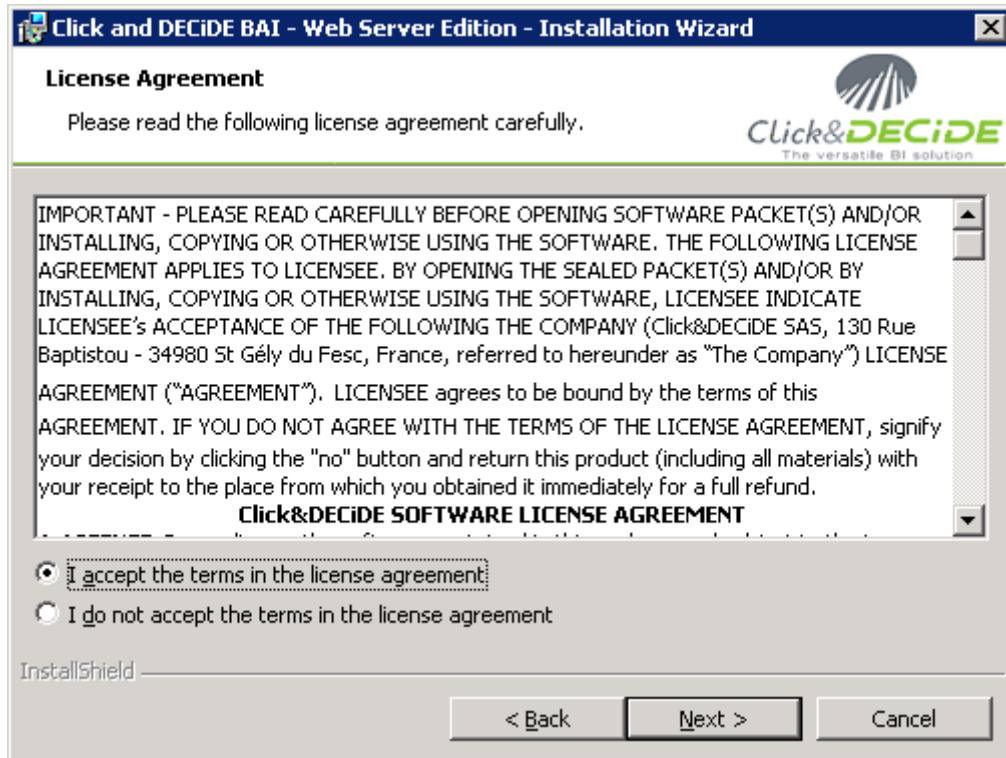 Click and DECiDE BAI - Web Server Edition - Installation Wizard
License Agreement
Please read the following license agreement carefully.
Click&DECiDE
The versatile BI solution
IMPORTANT - PLEASE READ CAREFULLY BEFORE OPENING SOFTWARE PACKET(S) AND/OR
INSTALLING, COPYING OR OTHERWISE USING THE SOFTWARE. THE FOLLOWING LICENSE
AGREEMENT APPLIES TO LICENSEE. BY OPENING THE SEALED PACKET(S) AND/OR BY
INSTALLING, COPYING OR OTHERWISE USING THE SOFTWARE, LICENSEE INDICATE
LICENSEE's ACCEPTANCE OF THE FOLLOWING THE COMPANY (Click&DECiDE SAS, 130 Rue
Baptistou - 34980 St Gély du Fesc, France, referred to hereunder as “The Company”) LICENSE
AGREEMENT (“AGREEMENT”). LICENSEE agrees to be bound by the terms of this
AGREEMENT. IF YOU DO NOT AGREE WITH THE TERMS OF THE LICENSE AGREEMENT, signify
your decision by clicking the "no" button and return this product (including all materials) with
your receipt to the place from which you obtained it immediately for a full refund.
Click&DECiDE SOFTWARE LICENSE AGREEMENT
I accept the terms in the license agreement
I do not accept the terms in the license agreement
InstallShield
< Back
Next >
Cancel